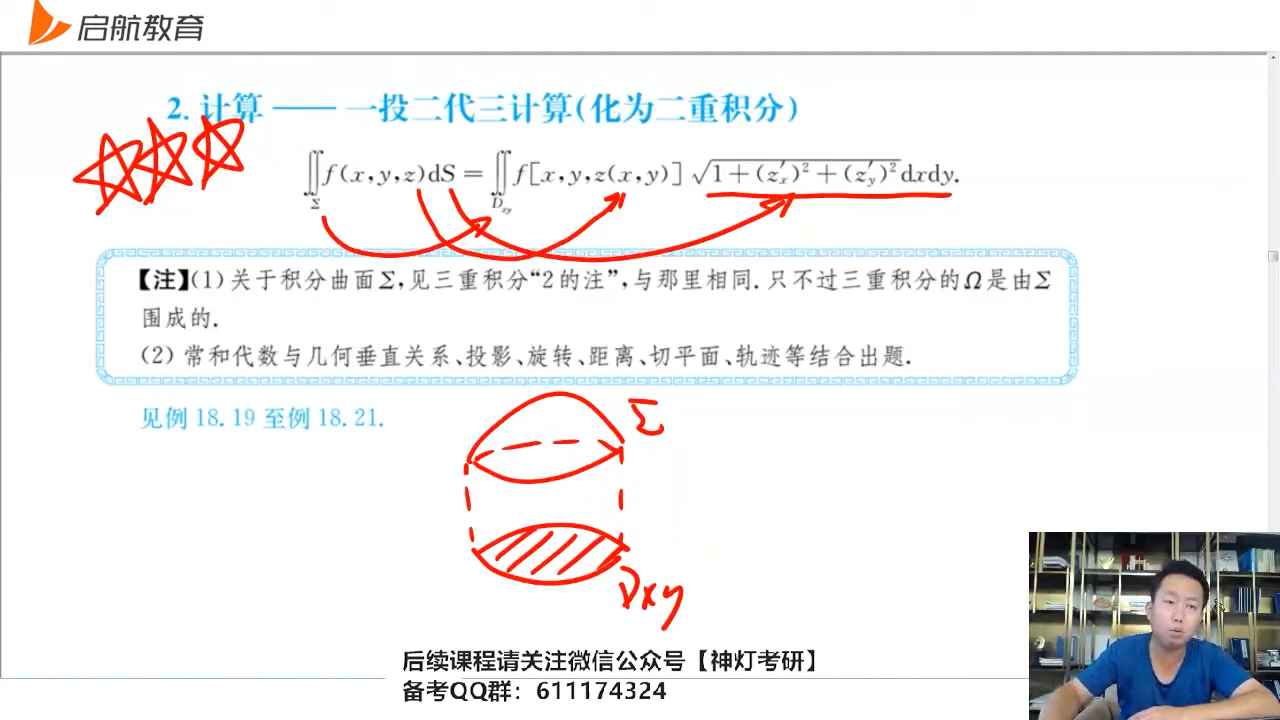 启航教育
2. 计算 —— 一投二代三计算(化为二重积分)
∬_Σ f(x,y,z)dS = ∬_{D_{xy}} f[x,y,z(x,y)] √(1+(z′_x)²+(z′_y)²) dxdy.
【注】(1) 关于积分曲面Σ,见三重积分“2的注”,与那里相同. 只不过三重积分的Ω是由Σ
围成的.
(2) 常和代数与几何垂直关系、投影、旋转、距离、切平面、轨迹等结合出题.
见例 18.19 至例 18.21.
Σ
Dxy
后续课程请关注微信公众号【神灯考研】
备考QQ群：611174324